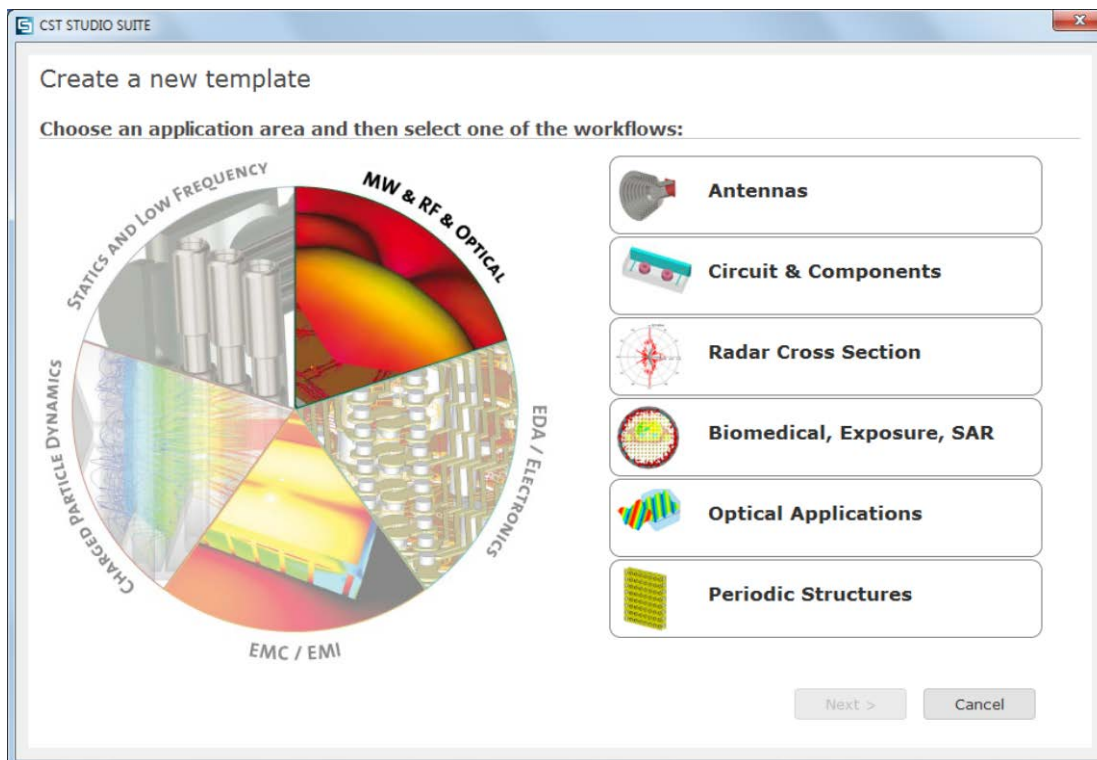 CST STUDIO SUITE
Create a new template
Choose an application area and then select one of the workflows:
STATICS AND LOW FREQUENCY
MW & RF & OPTICAL
EDA / ELECTRONICS
EMC / EMI
CHARGED PARTICLE DYNAMICS
Antennas
Circuit & Components
Radar Cross Section
Biomedical, Exposure, SAR
Optical Applications
Periodic Structures
Next >
Cancel